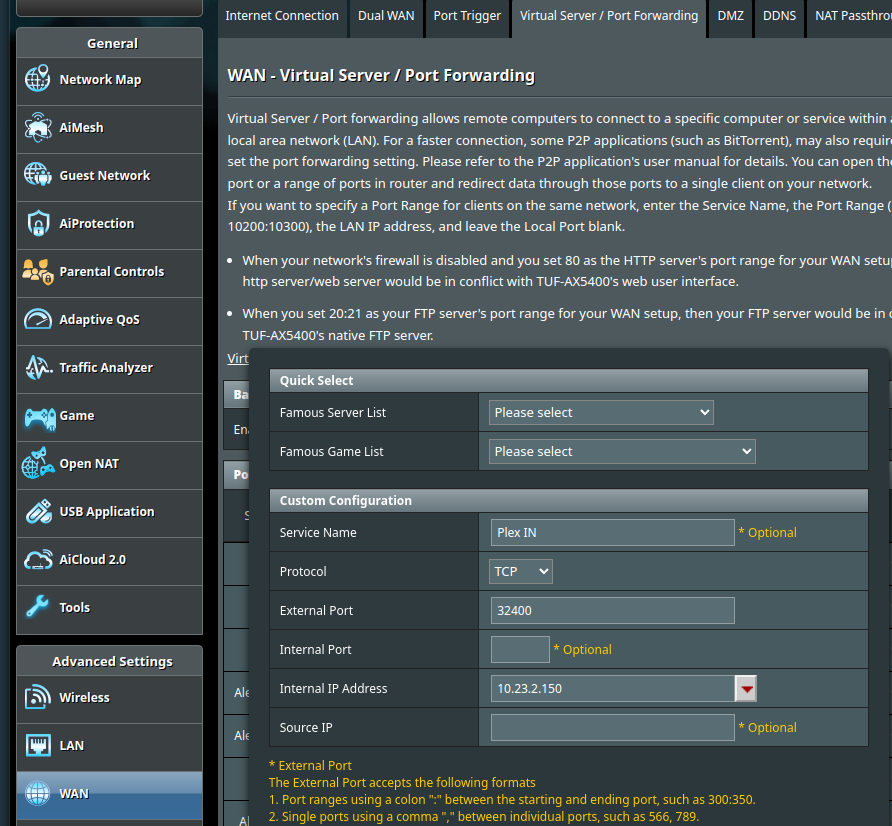 Internet Connection Dual WAN Port Trigger Virtual Server / Port Forwarding DMZ DDNS NAT Passthro
General
Network Map
AiMesh
Guest Network
AiProtection
Parental Controls
Adaptive QoS
Traffic Analyzer
Game
Open NAT
USB Application
AiCloud 2.0
Tools
Advanced Settings
Wireless
LAN
WAN
WAN - Virtual Server / Port Forwarding
Virtual Server / Port forwarding allows remote computers to connect to a specific computer or service within a
local area network (LAN). For a faster connection, some P2P applications (such as BitTorrent), may also require
set the port forwarding setting. Please refer to the P2P application's user manual for details. You can open the
port or a range of ports in router and redirect data through those ports to a single client on your network.
If you want to specify a Port Range for clients on the same network, enter the Service Name, the Port Range (
10200:10300), the LAN IP address, and leave the Local Port blank.
• When your network's firewall is disabled and you set 80 as the HTTP server's port range for your WAN setup
http server/web server would be in conflict with TUF-AX5400's web user interface.
• When you set 20:21 as your FTP server's port range for your WAN setup, then your FTP server would be in c
TUF-AX5400's native FTP server.
Virt
Ba
Ena
Po
S
Ale
Ale
Al
Quick Select
Famous Server List Please select
Famous Game List Please select
Custom Configuration
Service Name Plex IN * Optional
Protocol TCP
External Port 32400
Internal Port * Optional
Internal IP Address 10.23.2.150
Source IP * Optional
* External Port
The External Port accepts the following formats
1. Port ranges using a colon ":" between the starting and ending port, such as 300:350.
2. Single ports using a comma "," between individual ports, such as 566, 789.